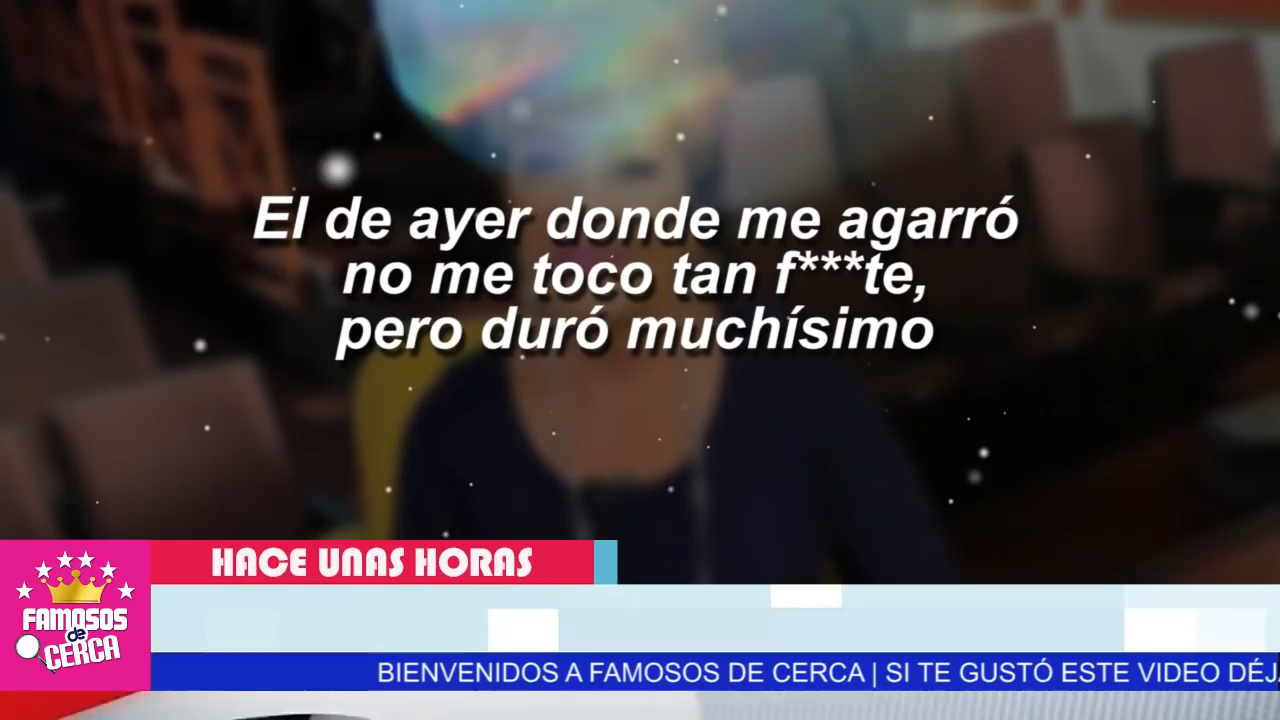 El de ayer donde me agarró
no me toco tan f***te,
pero duró muchísimo
HACE UNAS HORAS
FAMOSOS
de
CERCA
BIENVENIDOS A FAMOSOS DE CERCA | SI TE GUSTÓ ESTE VIDEO DÉJ